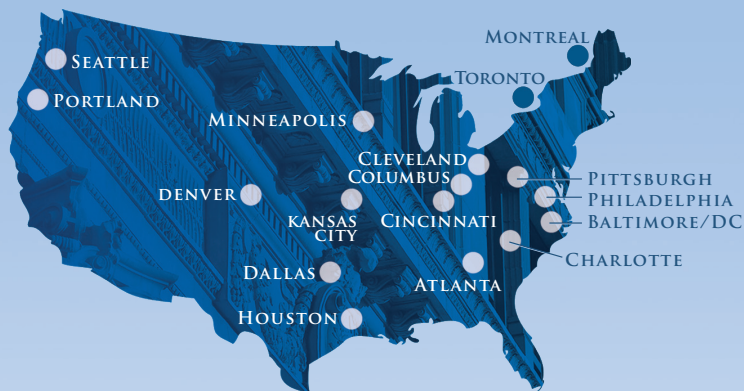 MONTREAL
SEATTLE
TORONTO
PORTLAND
MINNEAPOLIS
CLEVELAND
COLUMBUS
PITTSBURGH
DENVER
PHILADELPHIA
KANSAS
CITY
CINCINNATI
BALTIMORE/DC
CHARLOTTE
DALLAS
ATLANTA
HOUSTON